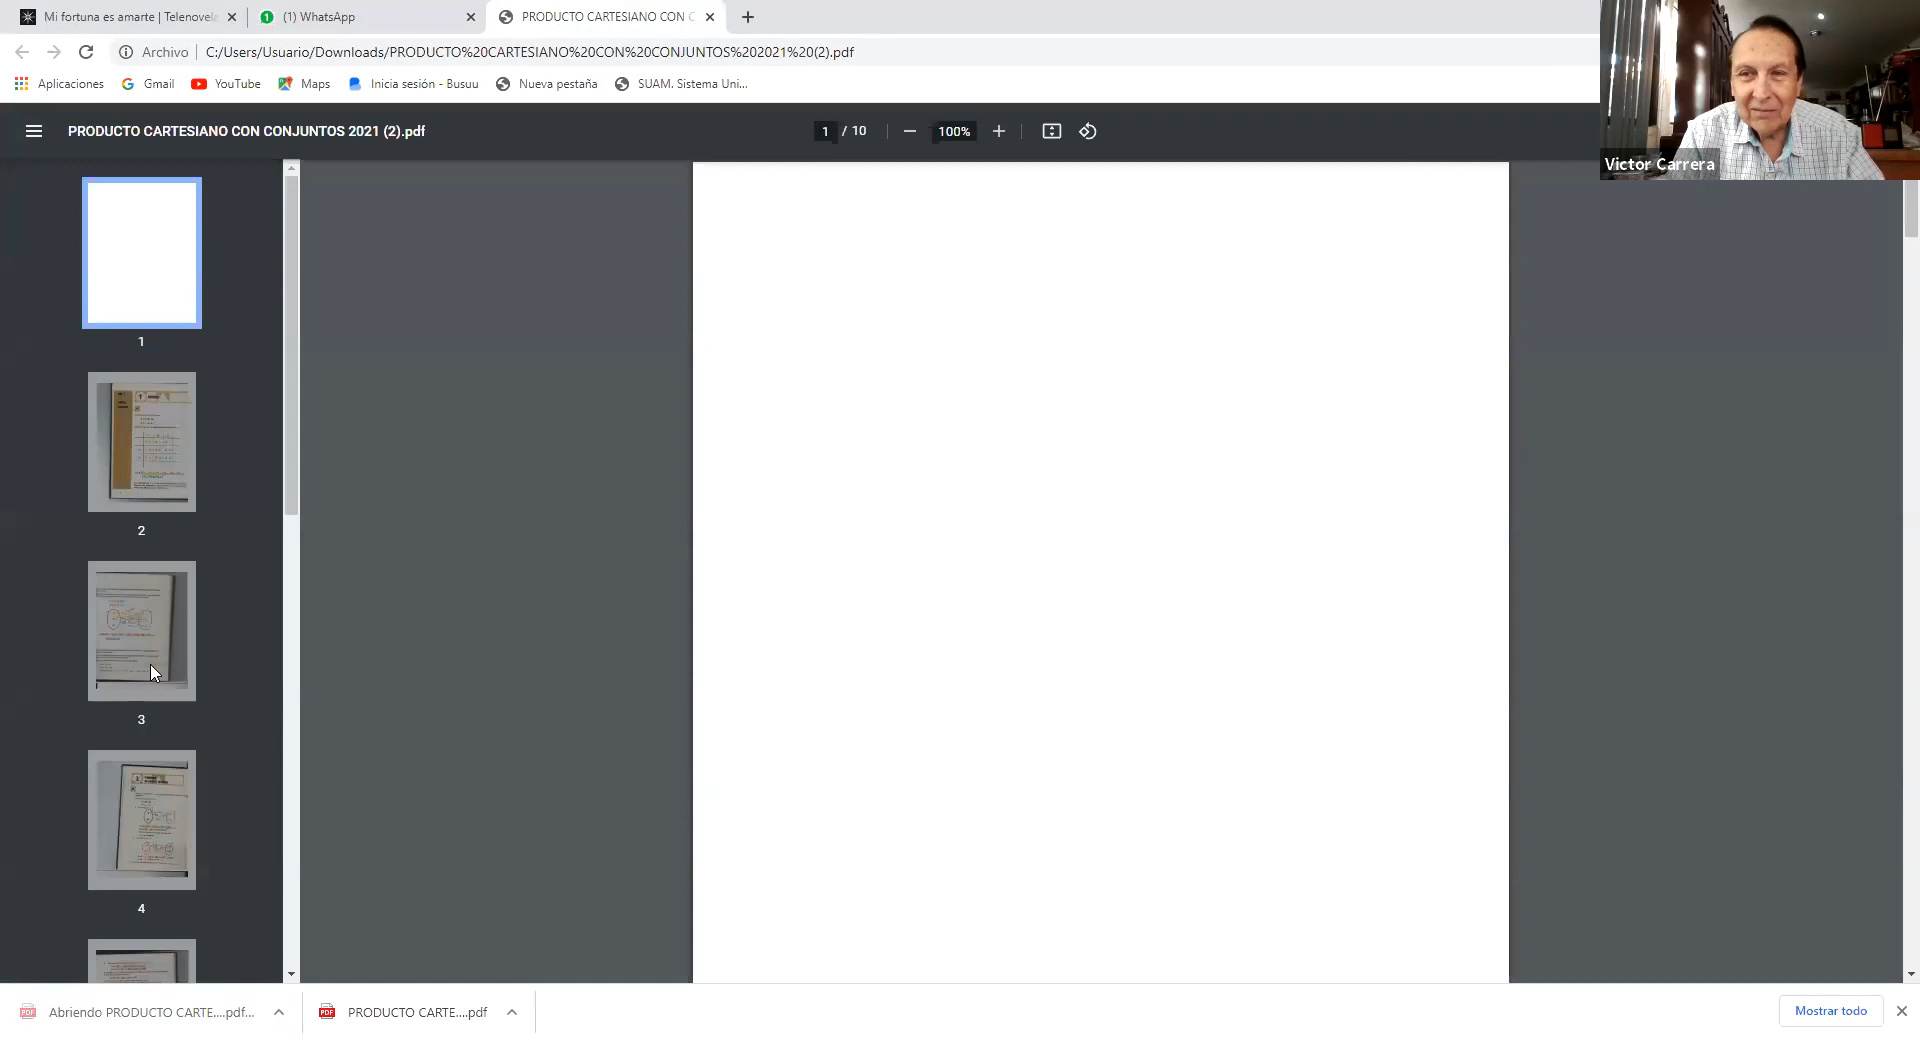 Mi fortuna es amarte | Telenovela
(1) WhatsApp
PRODUCTO CARTESIANO CON C
Archivo
C:/Users/Usuario/Downloads/PRODUCTO%20CARTESIANO%20CON%20CONJUNTOS%202021%20(2).pdf
Aplicaciones
Gmail
YouTube
Maps
Inicia sesión - Busuu
Nueva pestaña
SUAM. Sistema Uni...
PRODUCTO CARTESIANO CON CONJUNTOS 2021 (2).pdf
1 / 10
100%
Victor Carrera
1
2
3
4
Abriendo PRODUCTO CARTE....pdf...
PRODUCTO CARTE....pdf
Mostrar todo